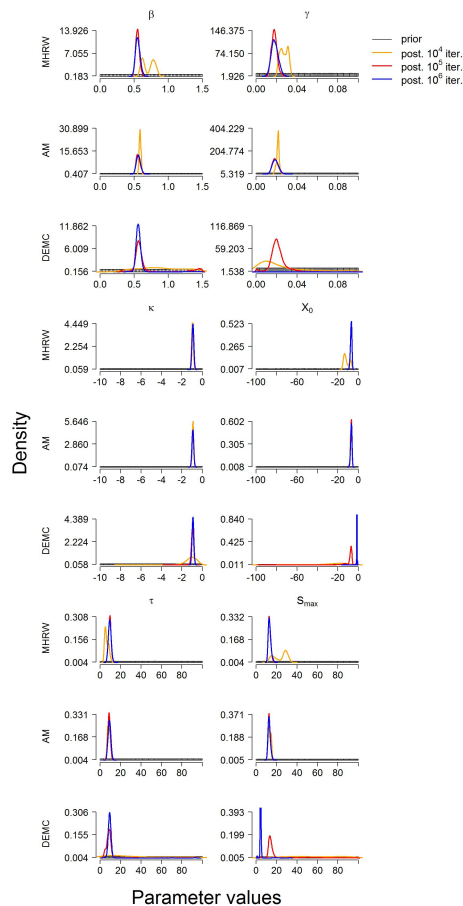 β γ
MHRW
13.926
7.055
0.183
0.0 0.5 1.0 1.5
146.375
74.150
1.926
0.00 0.04 0.08
prior
post. 10⁴ iter.
post. 10⁵ iter.
post. 10⁶ iter.
AM
30.899
15.653
0.407
0.0 0.5 1.0 1.5
404.229
204.774
5.319
0.00 0.04 0.08
DEMC
11.862
6.009
0.156
0.0 0.5 1.0 1.5
116.869
59.203
1.538
0.00 0.04 0.08
κ X₀
MHRW
4.449
2.254
0.059
-10 -8 -6 -4 -2 0
0.523
0.265
0.007
-100 -60 -20 0
AM
5.646
2.860
0.074
-10 -8 -6 -4 -2 0
0.602
0.305
0.008
-100 -60 -20 0
DEMC
4.389
2.224
0.058
-10 -8 -6 -4 -2 0
0.840
0.425
0.011
-100 -60 -20 0
Density
τ Smax
MHRW
0.308
0.156
0.004
0 20 40 60 80
0.332
0.168
0.004
0 20 40 60 80
AM
0.331
0.168
0.004
0 20 40 60 80
0.371
0.188
0.005
0 20 40 60 80
DEMC
0.306
0.155
0.004
0 20 40 60 80
0.393
0.199
0.005
0 20 40 60 80
Parameter values